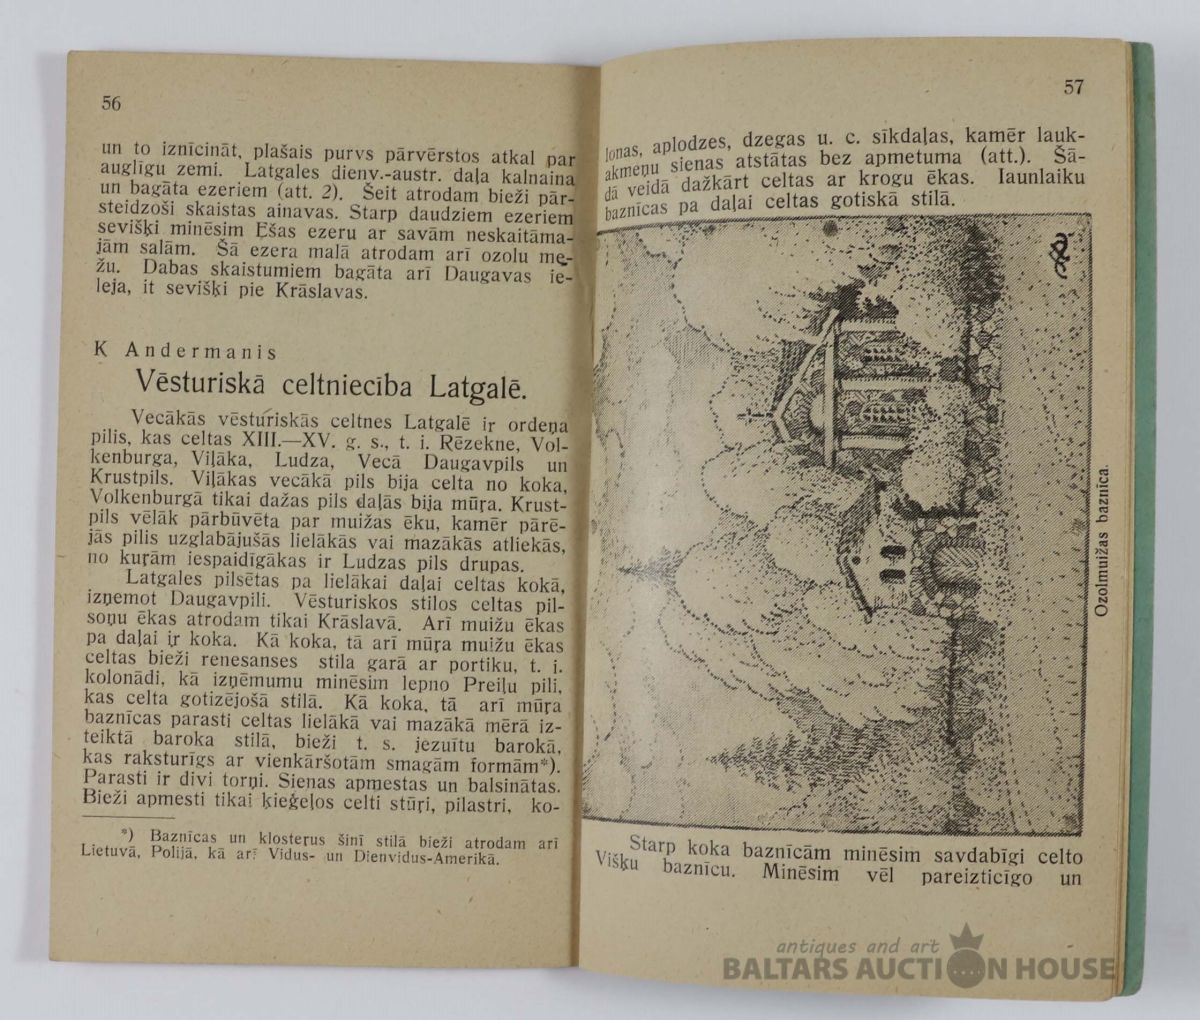 56
un to iznīcināt, plašais purvs pārvērstos atkal par
auglīgu zemi. Latgales dienv.-austr. daļa kalnaina
un bagāta ezeriem (att. 2). Šeit atrodam bieži pār-
steidzoši skaistas ainavas. Starp daudziem ezeriem
sevišķi minēsim Ešas ezeru ar savām neskaitāma-
jām salām. Šā ezera malā atrodam arī ozolu me-
žu. Dabas skaistumiem bagāta arī Daugavas ie-
leja, it sevišķi pie Krāslavas.
K Andermanis
Vēsturiskā celtniecība Latgalē.
Vecākās vēsturiskās celtnes Latgalē ir ordeņa
pilis, kas celtas XIII.—XV. g. s., t. i. Rēzekne, Vol-
kenburga, Viļāka, Ludza, Vecā Daugavpils un
Krustpils. Viļākas vecākā pils bija celta no koka,
Volkenburgā tikai dažas pils daļās bija mūŗa. Krust-
pils vēlāk pārbūvēta par muižas ēku, kamēr pārē-
jās pilis uzglabājušās lielākās vai mazākās atliekās,
no kuŗām iespaidīgākas ir Ludzas pils drupas.
Latgales pilsētas pa lielākai daļai celtas kokā,
izņemot Daugavpili. Vēsturiskos stilos celtas pil-
soņu ēkas atrodam tikai Krāslavā. Arī muižu ēkas
pa daļai ir koka. Kā koka, tā arī mūŗa muižu ēkas
celtas bieži renesanses stila garā ar portiku, t. i.
kolonādi, kā izņēmumu minēsim lepno Preiļu pili,
kas celta gotizējošā stilā. Kā koka, tā arī mūŗa
baznīcas parasti celtas lielākā vai mazākā mērā iz-
teiktā baroka stilā, bieži t. s. jezuītu barokā,
kas raksturīgs ar vienkāršotām smagām formām*).
Parasti ir divi torņi. Sienas apmestas un balsinātas.
Bieži apmesti tikai ķieģeļos celti stūŗi, pilastri, ko-
*) Baznīcas un klosterus šinī stilā bieži atrodam arī
Lietuvā, Polijā, kā arī Vidus- un Dienvidus-Amerikā.
57
lonas, aplodzes, dzegas u. c. sīkdaļas, kamēr lauk-
akmeņu sienas atstātas bez apmetuma (att.). Šā-
dā veidā dažkārt celtas ar krogu ēkas. Iaunlaiku
baznīcas pa daļai celtas gotiskā stilā.
Ozolmuižas baznica.
Starp koka baznīcām minēsim savdabīgi celto
Višķu baznīcu. Minēsim vēl pareizticīgo un
antiques and art
BALTARS AUCTION HOUSE